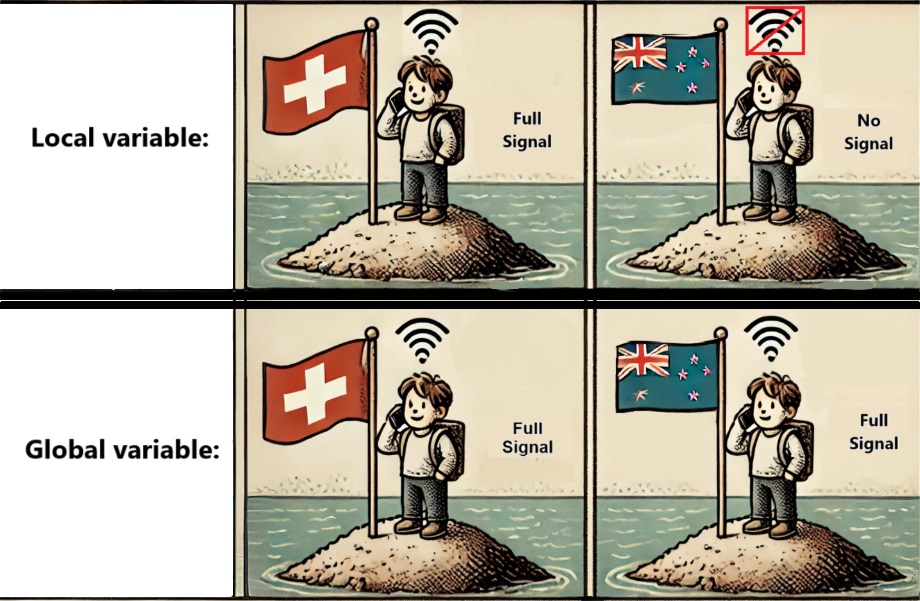 Local variable:
Full
Signal
No
Signal
Global variable:
Full
Signal
Full
Signal